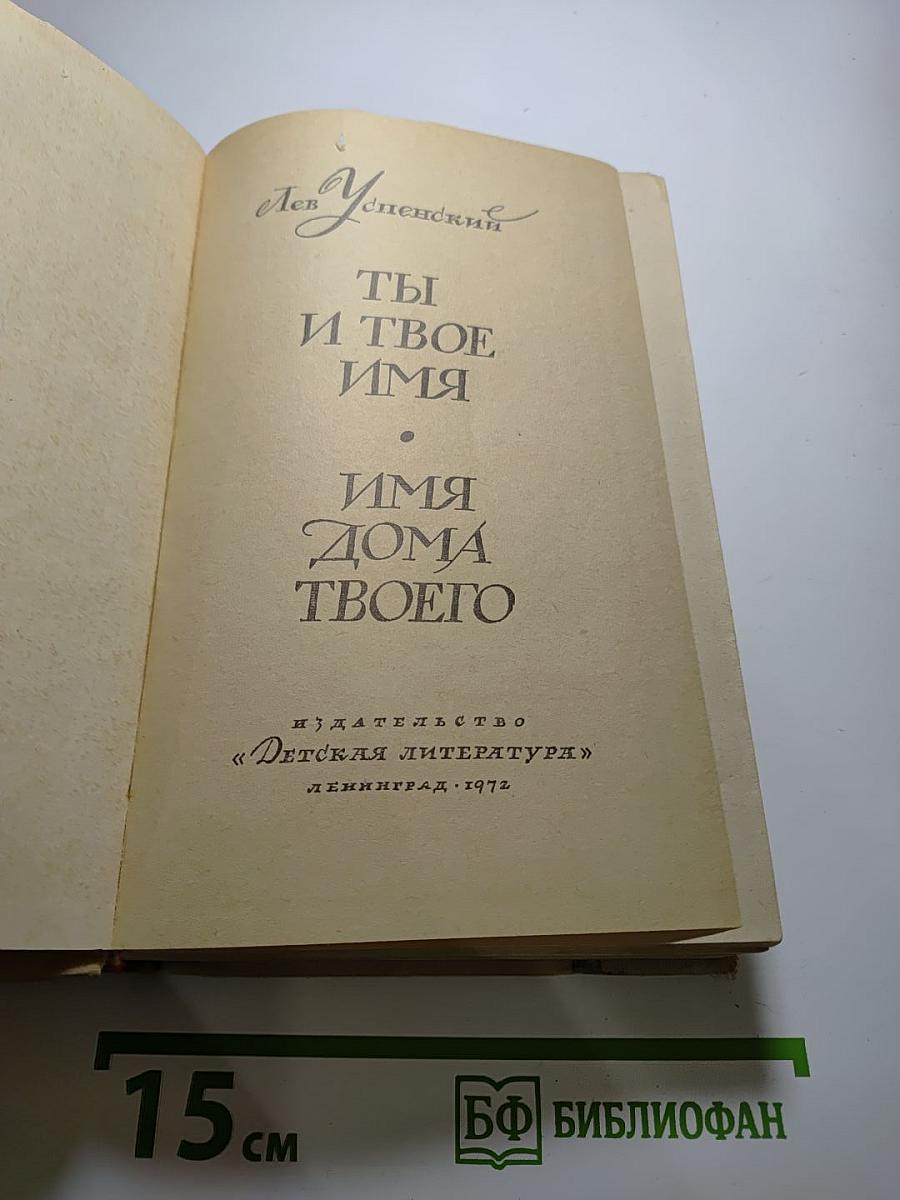 Лев Успенский
ТЫ
И ТВОЕ
ИМЯ
•
ИМЯ
ДОМА
ТВОЕГО
ИЗДАТЕЛЬСТВО
«ДЕТСКАЯ ЛИТЕРАТУРА»
ЛЕНИНГРАД · 1972
15 см
БФ БИБЛИОФАН